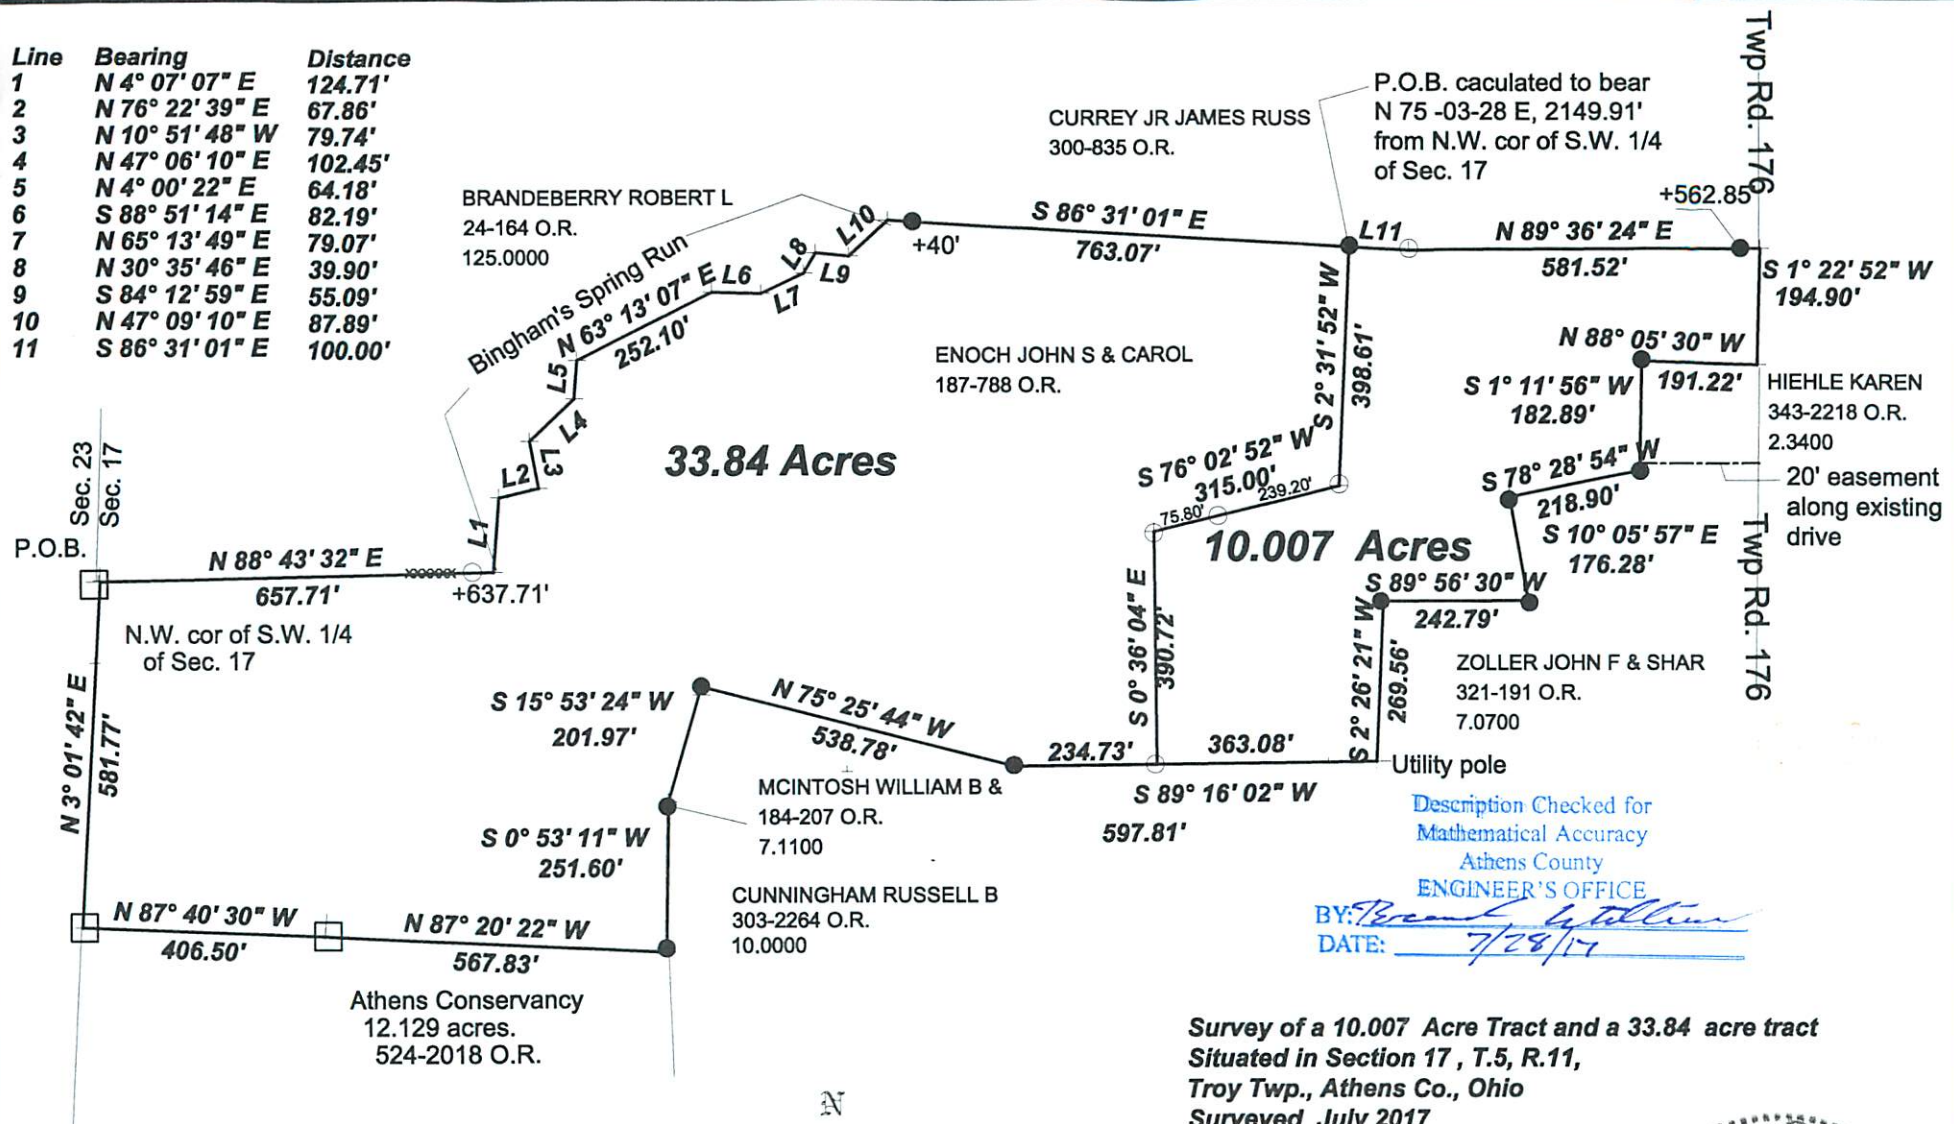 Line Bearing Distance
1 N 4° 07' 07" E 124.71'
2 N 76° 22' 39" E 67.86'
3 N 10° 51' 48" W 79.74'
4 N 47° 06' 10" E 102.45'
5 N 4° 00' 22" E 64.18'
6 S 88° 51' 14" E 82.19'
7 N 65° 13' 49" E 79.07'
8 N 30° 35' 46" E 39.90'
9 S 84° 12' 59" E 55.09'
10 N 47° 09' 10" E 87.89'
11 S 86° 31' 01" E 100.00'
BRANDEBERRY ROBERT L
24-164 O.R.
125.0000
Bingham's Spring Run
CURREY JR JAMES RUSS
300-835 O.R.
P.O.B. caculated to bear
N 75 -03-28 E, 2149.91'
from N.W. cor of S.W. 1/4
of Sec. 17
Twp Rd. 176
+562.85'
L10
L8
L9
L6
L7
N 63° 13' 07" E
252.10'
L5
L4
L3
L2
L1
+40'
S 86° 31' 01" E
763.07'
L11
N 89° 36' 24" E
581.52'
S 1° 22' 52" W
194.90'
N 88° 05' 30" W
191.22'
S 1° 11' 56" W
182.89'
HIEHLE KAREN
343-2218 O.R.
2.3400
20' easement
along existing
drive
ENOCH JOHN S & CAROL
187-788 O.R.
S 2° 31' 52" W
398.61'
33.84 Acres
S 76° 02' 52" W
315.00'
239.20'
75.80'
10.007 Acres
S 78° 28' 54" W
218.90'
S 10° 05' 57" E
176.28'
Twp Rd. 176
Sec. 23
Sec. 17
P.O.B.
N 88° 43' 32" E
657.71'
+637.71'
N.W. cor of S.W. 1/4
of Sec. 17
S 89° 56' 30" W
242.79'
S 0° 36' 04" E
390.72'
S 2° 26' 21" W
269.56'
ZOLLER JOHN F & SHAR
321-191 O.R.
7.0700
N 3° 01' 42" E
581.77'
S 15° 53' 24" W
201.97'
N 75° 25' 44" W
538.78'
234.73'
363.08'
Utility pole
S 89° 16' 02" W
597.81'
MCINTOSH WILLIAM B &
184-207 O.R.
7.1100
S 0° 53' 11" W
251.60'
CUNNINGHAM RUSSELL B
303-2264 O.R.
10.0000
N 87° 40' 30" W
406.50'
N 87° 20' 22" W
567.83'
Athens Conservancy
12.129 acres.
524-2018 O.R.
Description Checked for
Mathematical Accuracy
Athens County
ENGINEER'S OFFICE
BY:
DATE: 7/28/17
N
Survey of a 10.007 Acre Tract and a 33.84 acre tract
Situated in Section 17 , T.5, R.11,
Troy Twp., Athens Co., Ohio
Surveyed July 2017